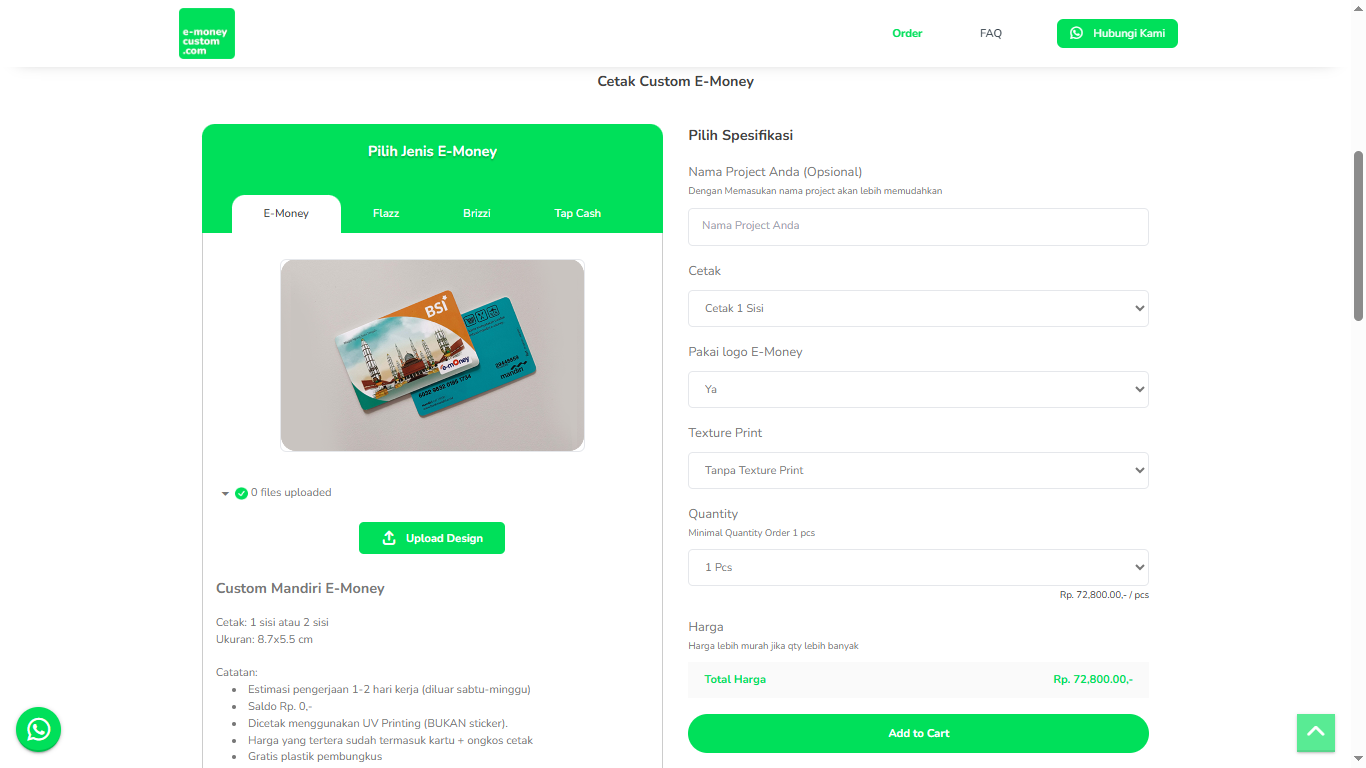 e-money
custom
.com
Order
FAQ
Hubungi Kami
Cetak Custom E-Money
Pilih Jenis E-Money
E-Money
Flazz
Brizzi
Tap Cash
BSI
e-money
mandiri
0 files uploaded
Upload Design
Custom Mandiri E-Money
Cetak: 1 sisi atau 2 sisi
Ukuran: 8.7x5.5 cm
Catatan:
Estimasi pengerjaan 1-2 hari kerja (diluar sabtu-minggu)
Saldo Rp. 0,-
Dicetak menggunakan UV Printing (BUKAN sticker).
Harga yang tertera sudah termasuk kartu + ongkos cetak
Gratis plastik pembungkus
Pilih Spesifikasi
Nama Project Anda (Opsional)
Dengan Memasukan nama project akan lebih memudahkan
Nama Project Anda
Cetak
Cetak 1 Sisi
Pakai logo E-Money
Ya
Texture Print
Tanpa Texture Print
Quantity
Minimal Quantity Order 1 pcs
1 Pcs
Rp. 72,800.00,- / pcs
Harga
Harga lebih murah jika qty lebih banyak
Total Harga
Rp. 72,800.00,-
Add to Cart